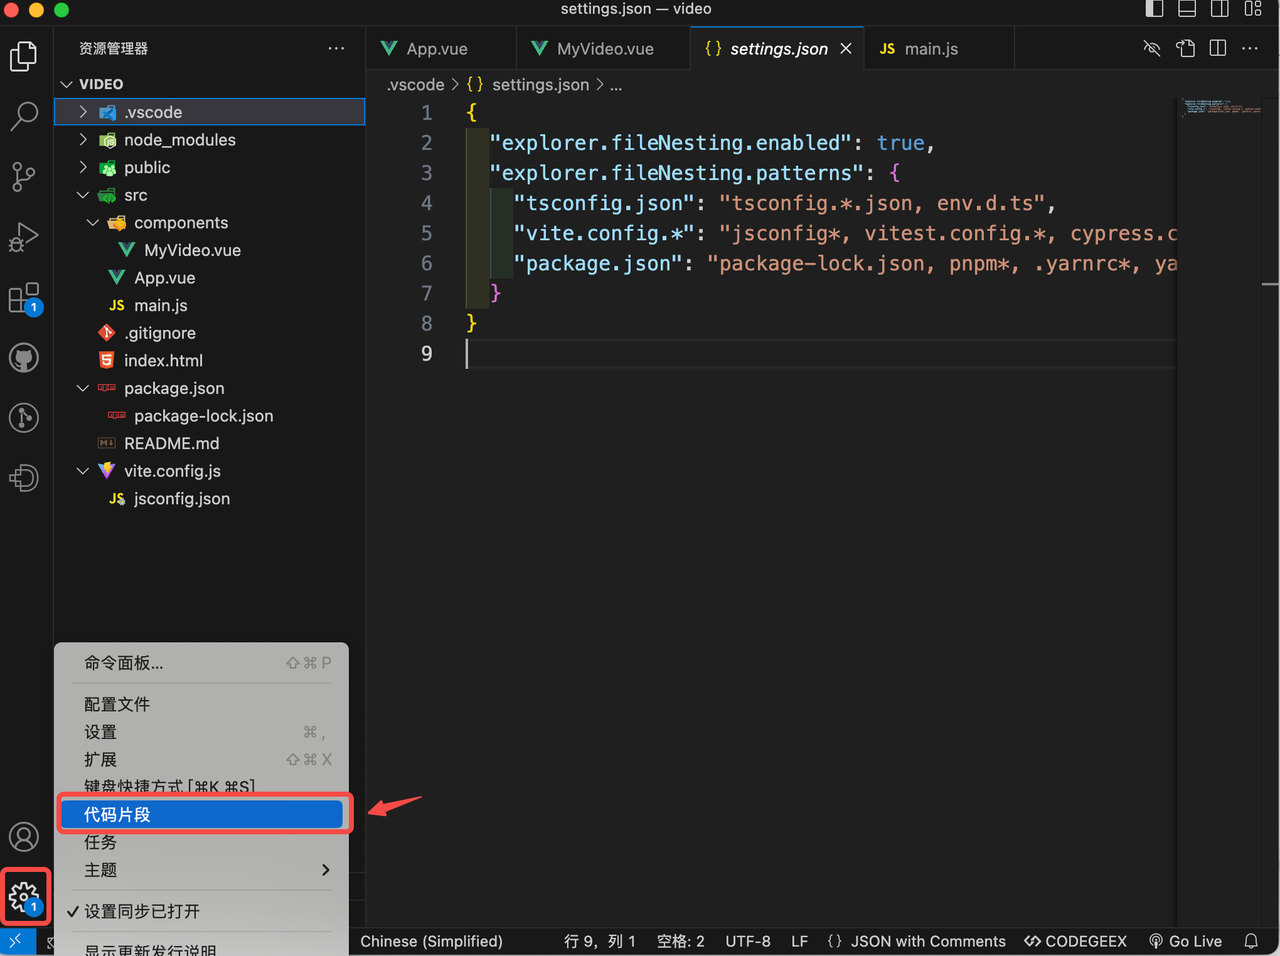 settings.json — video
资源管理器
App.vue
MyVideo.vue
{} settings.json
JS main.js
VIDEO
.vscode
node_modules
public
src
components
MyVideo.vue
App.vue
JS main.js
.gitignore
index.html
package.json
package-lock.json
README.md
vite.config.js
JS jsconfig.json
.vscode > {} settings.json > ...
1 {
2 "explorer.fileNesting.enabled": true,
3 "explorer.fileNesting.patterns": {
4 "tsconfig.json": "tsconfig.*.json, env.d.ts",
5 "vite.config.*": "jsconfig*, vitest.config.*, cypress.c
6 "package.json": "package-lock.json, pnpm*, .yarnrc*, ya
7 }
8 }
9
1
命令面板... ⇧⌘P
配置文件
设置 ⌘,
扩展 ⇧⌘X
键盘快捷方式 [⌘K ⌘S]
代码片段
任务
主题
✓ 设置同步已打开
显示更新发行说明
1
Chinese (Simplified)
行 9，列 1
空格: 2
UTF-8
LF
{} JSON with Comments
CODEGEEX
Go Live